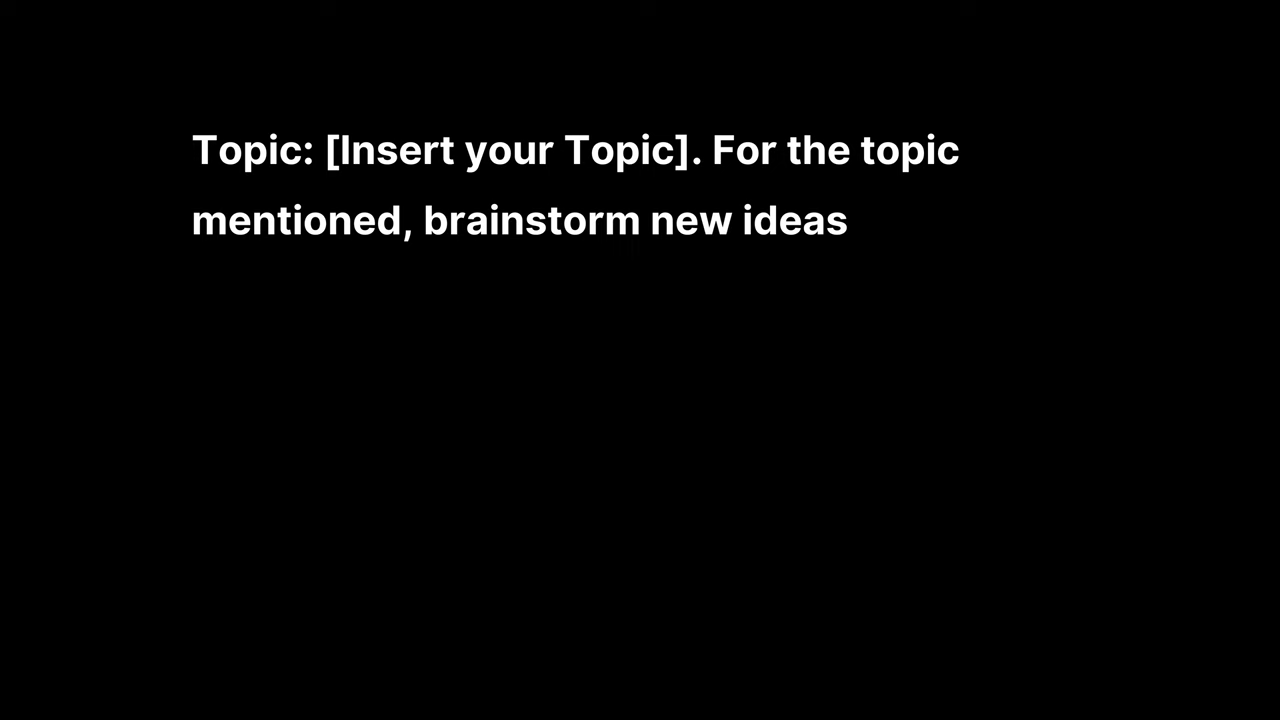 Topic: [Insert your Topic]. For the topic
mentioned, brainstorm new ideas